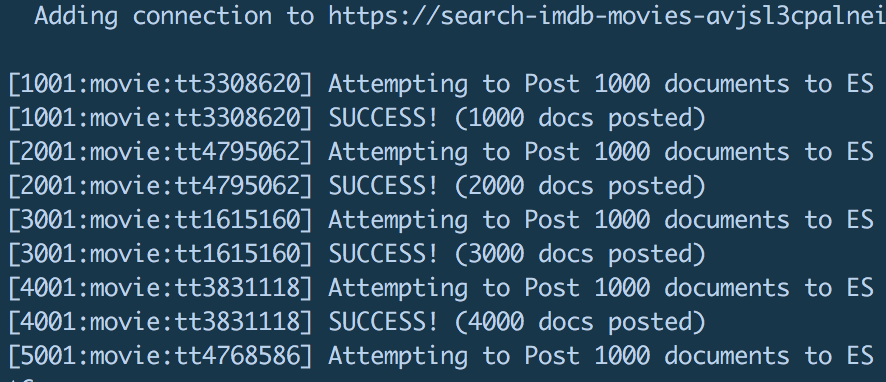 Adding connection to https://search-imdb-movies-avjsl3cpalnei
[1001:movie:tt3308620] Attempting to Post 1000 documents to ES
[1001:movie:tt3308620] SUCCESS! (1000 docs posted)
[2001:movie:tt4795062] Attempting to Post 1000 documents to ES
[2001:movie:tt4795062] SUCCESS! (2000 docs posted)
[3001:movie:tt1615160] Attempting to Post 1000 documents to ES
[3001:movie:tt1615160] SUCCESS! (3000 docs posted)
[4001:movie:tt3831118] Attempting to Post 1000 documents to ES
[4001:movie:tt3831118] SUCCESS! (4000 docs posted)
[5001:movie:tt4768586] Attempting to Post 1000 documents to ES